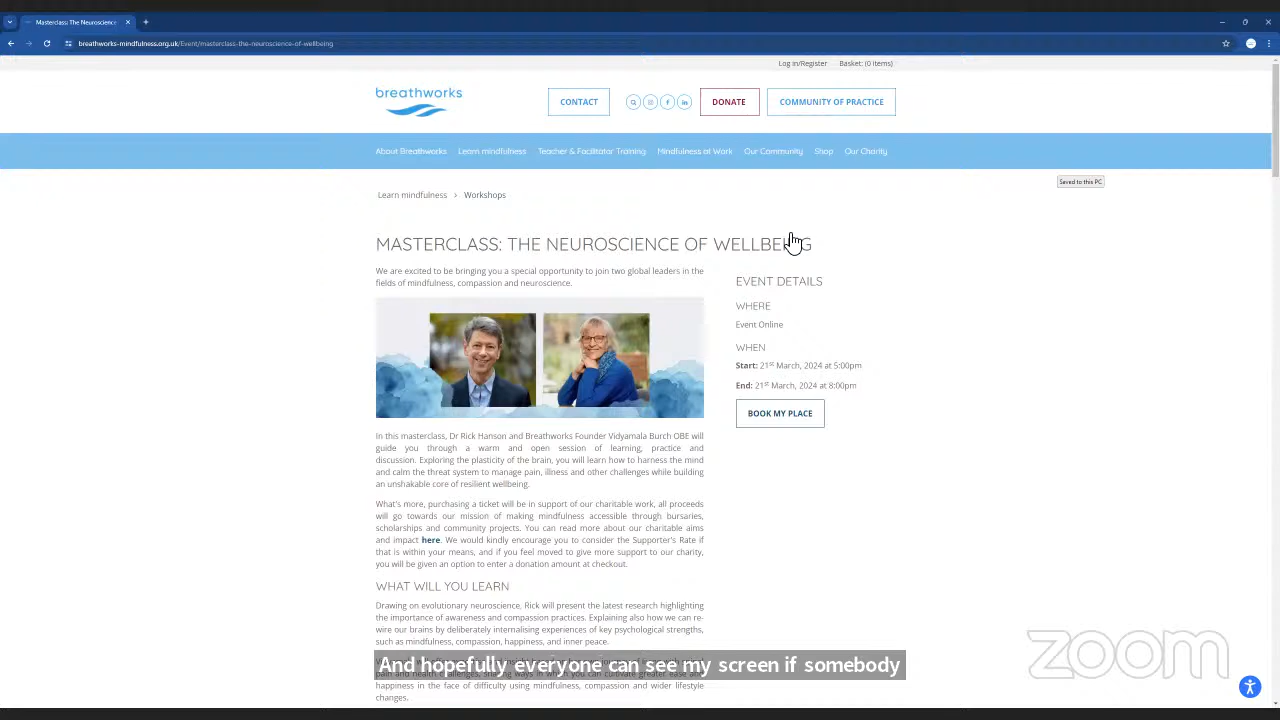 Masterclass: The Neuroscience
breathworks-mindfulness.org.uk/Event/masterclass-the-neuroscience-of-wellbeing
Log in/Register
Basket: (0 items)
breathworks
CONTACT
DONATE
COMMUNITY OF PRACTICE
About Breathworks
Learn mindfulness
Teacher & Facilitator Training
Mindfulness at Work
Our Community
Shop
Our Charity
Saved to this PC
Learn mindfulness > Workshops
MASTERCLASS: THE NEUROSCIENCE OF WELLBEING
We are excited to be bringing you a special opportunity to join two global leaders in the
fields of mindfulness, compassion and neuroscience.
EVENT DETAILS
WHERE
Event Online
WHEN
Start: 21st March, 2024 at 5:00pm
End: 21st March, 2024 at 8:00pm
BOOK MY PLACE
In this masterclass, Dr Rick Hanson and Breathworks Founder Vidyamala Burch OBE will
guide you through a warm and open session of learning, practice and
discussion. Exploring the plasticity of the brain, you will learn how to harness the mind
and calm the threat system to manage pain, illness and other challenges while building
an unshakable core of resilient wellbeing.
What's more, purchasing a ticket will be in support of our charitable work, all proceeds
will go towards our mission of making mindfulness accessible through bursaries,
scholarships and community projects. You can read more about our charitable aims
and impact here. We would kindly encourage you to consider the Supporter's Rate if
that is within your means, and if you feel moved to give more support to our charity,
you will be given an option to enter a donation amount at checkout.
WHAT WILL YOU LEARN
Drawing on evolutionary neuroscience, Rick will present the latest research highlighting
the importance of awareness and compassion practices. Explaining also how we can re-
wire our brains by deliberately internalising experiences of key psychological strengths,
such as mindfulness, compassion, happiness, and inner peace.
And hopefully everyone can see my screen if somebody
happiness in the face of difficulty using mindfulness, compassion and wider lifestyle
changes.
zoom